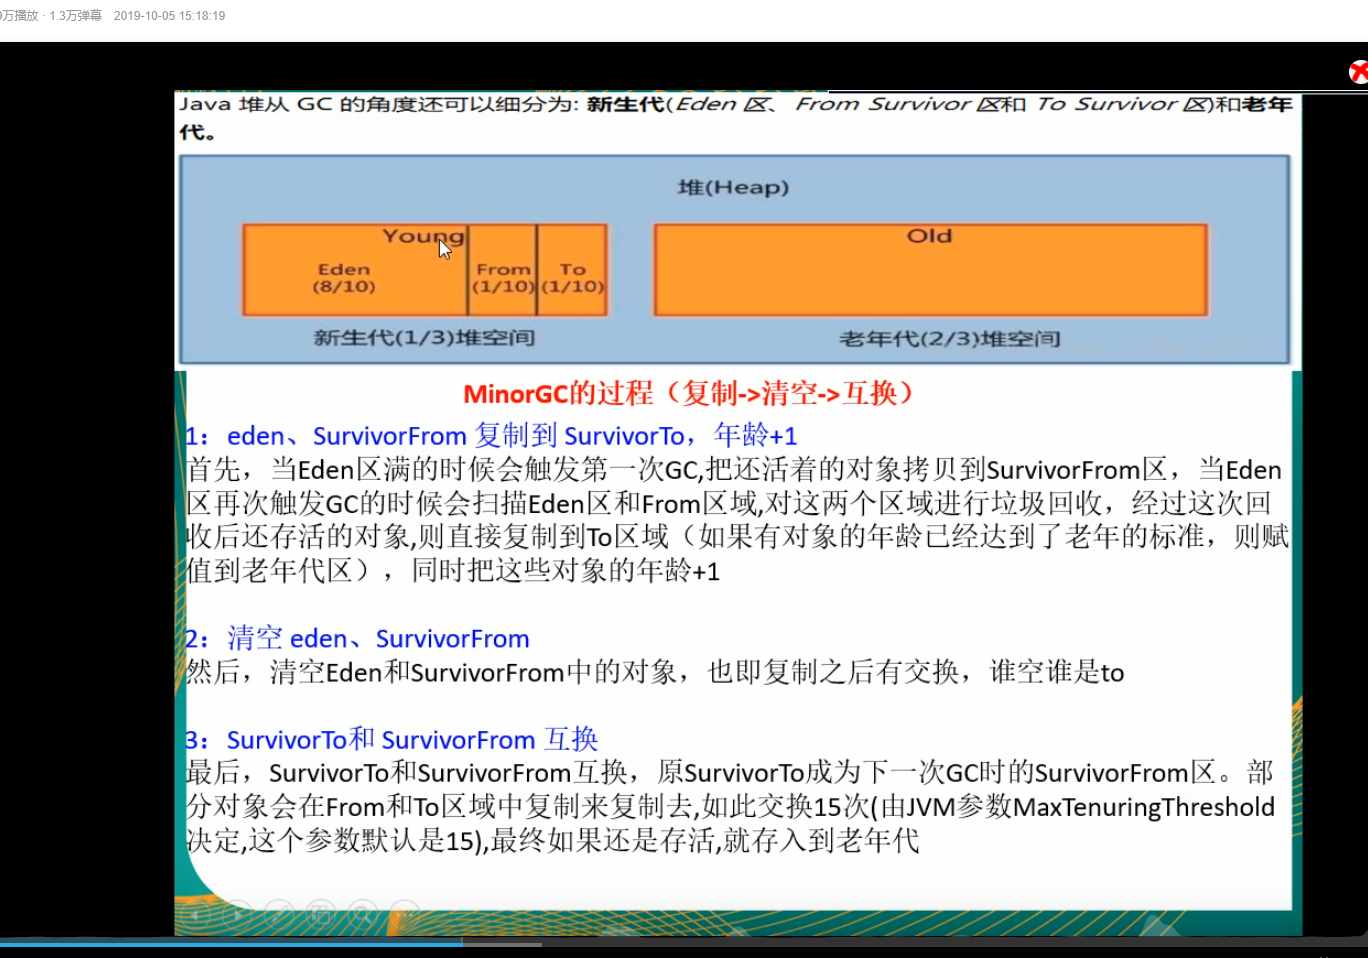 9万播放 · 1.3万弹幕 2019-10-05 15:18:19
Java 堆从 GC 的角度还可以细分为: 新生代(Eden 区、From Survivor 区和 To Survivor 区)和老年
代。
堆(Heap)
Young
Old
Eden
(8/10)
From
(1/10)
To
(1/10)
新生代(1/3)堆空间
老年代(2/3)堆空间
MinorGC的过程（复制->清空->互换）
1：eden、SurvivorFrom 复制到 SurvivorTo，年龄+1
首先，当Eden区满的时候会触发第一次GC,把还活着的对象拷贝到SurvivorFrom区，当Eden
区再次触发GC的时候会扫描Eden区和From区域,对这两个区域进行垃圾回收，经过这次回
收后还存活的对象,则直接复制到To区域（如果有对象的年龄已经达到了老年的标准，则赋
值到老年代区），同时把这些对象的年龄+1
2：清空 eden、SurvivorFrom
然后，清空Eden和SurvivorFrom中的对象，也即复制之后有交换，谁空谁是to
3：SurvivorTo和 SurvivorFrom 互换
最后，SurvivorTo和SurvivorFrom互换，原SurvivorTo成为下一次GC时的SurvivorFrom区。部
分对象会在From和To区域中复制来复制去,如此交换15次(由JVM参数MaxTenuringThreshold
决定,这个参数默认是15),最终如果还是存活,就存入到老年代